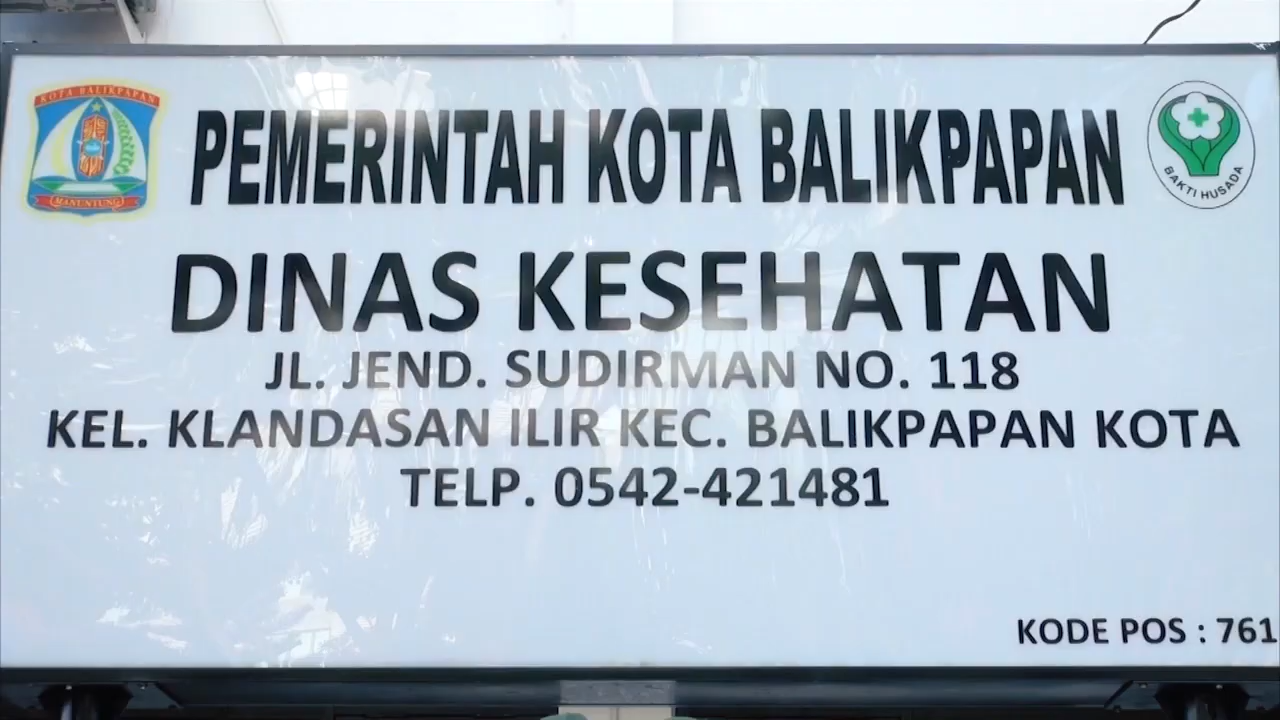 KOTA BALIKPAPAN
MANUNTUNG
PEMERINTAH KOTA BALIKPAPAN
BAKTI HUSADA
DINAS KESEHATAN
JL. JEND. SUDIRMAN NO. 118
KEL. KLANDASAN ILIR KEC. BALIKPAPAN KOTA
TELP. 0542-421481
KODE POS : 761